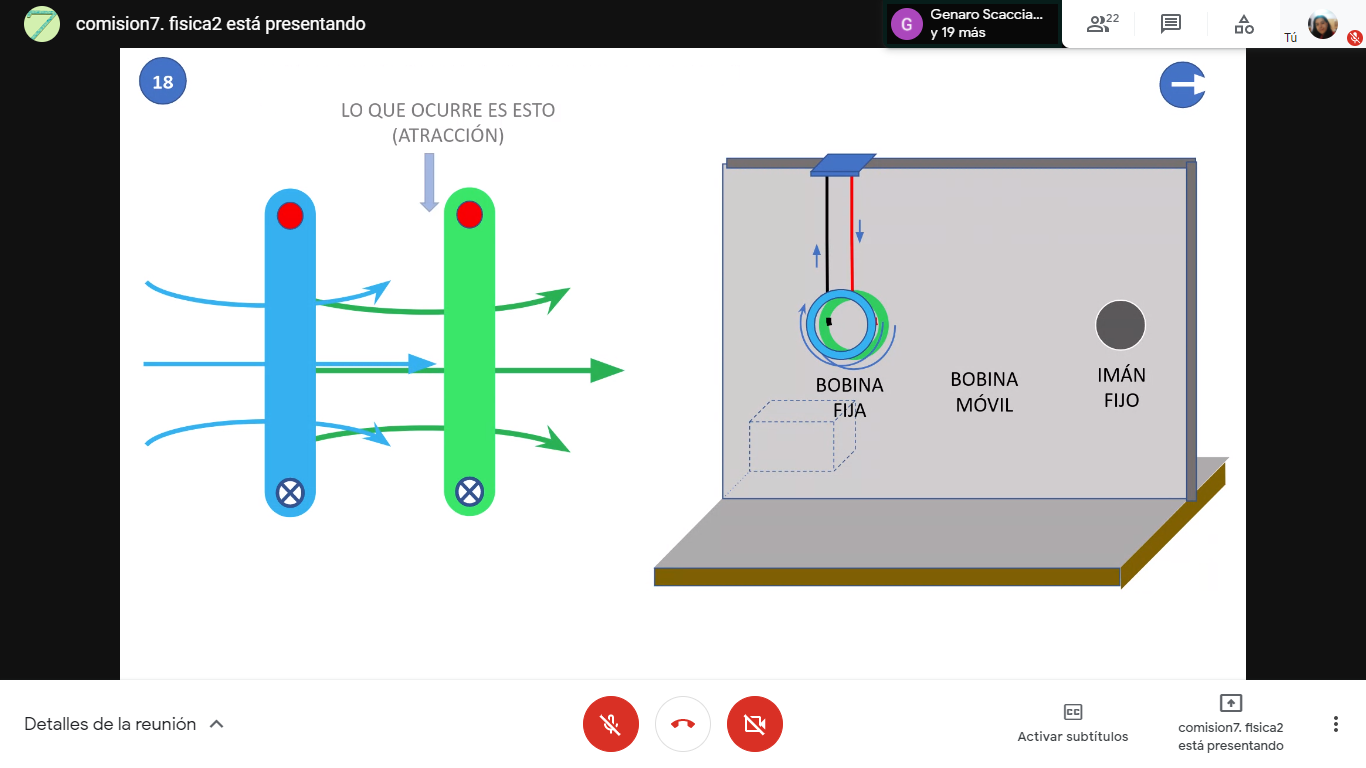 comision7. fisica2 está presentando
G
Genaro Scaccia...
y 19 más
22
Tú
18
LO QUE OCURRE ES ESTO
(ATRACCIÓN)
BOBINA
FIJA
BOBINA
MÓVIL
IMÁN
FIJO
Detalles de la reunión
CC
Activar subtítulos
comision7. fisica2
está presentando